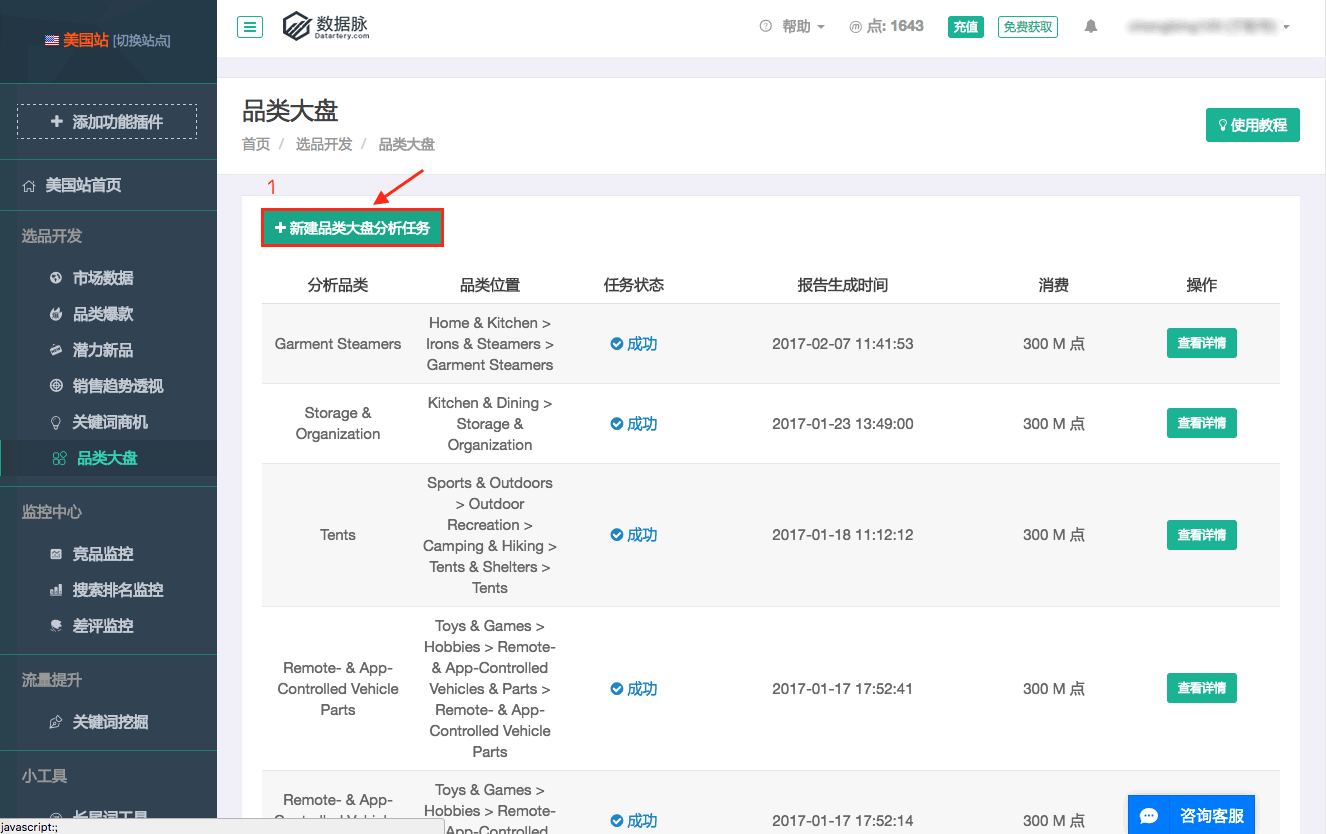 美国站 [切换站点]
添加功能插件
美国站首页
选品开发
市场数据
品类爆款
潜力新品
销售趋势透视
关键词商机
品类大盘
监控中心
竞品监控
搜索排名监控
差评监控
流量提升
关键词挖掘
小工具
javascript:;
数据脉
Datartery.com
帮助
点: 1643
充值
免费获取
品类大盘
首页 / 选品开发 / 品类大盘
使用教程
1
新建品类大盘分析任务
分析品类 品类位置 任务状态 报告生成时间 消费 操作
Home & Kitchen >
Garment Steamers Irons & Steamers > 成功 2017-02-07 11:41:53 300 M 点 查看详情
Garment Steamers
Kitchen & Dining >
Storage & Organization Storage & 成功 2017-01-23 13:49:00 300 M 点 查看详情
Organization
Sports & Outdoors
> Outdoor
Recreation >
Tents Camping & Hiking > 成功 2017-01-18 11:12:12 300 M 点 查看详情
Tents & Shelters >
Tents
Toys & Games >
Hobbies > Remote-
Remote- & App- & App-Controlled
Controlled Vehicle Vehicles & Parts > 成功 2017-01-17 17:52:41 300 M 点 查看详情
Parts Remote- & App-
Controlled Vehicle
Parts
Toys & Games >
Remote- & App- Hobbies > Remote-
成功 2017-01-17 17:52:14 300 M 点
咨询客服